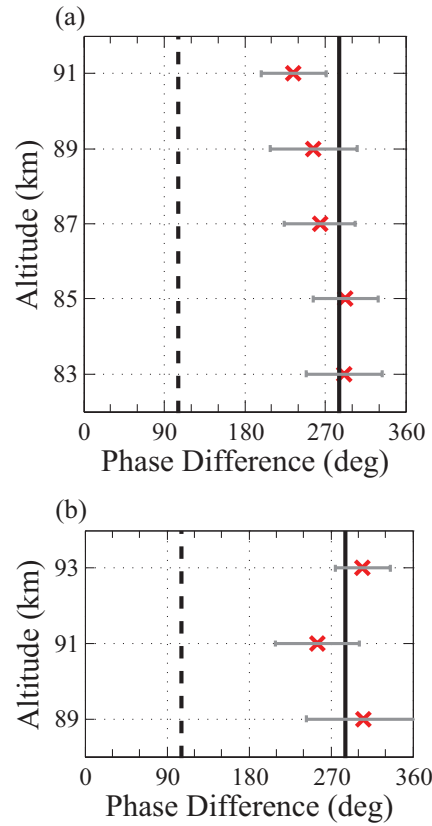 (a)
91
89
87
85
83
Altitude (km)
0 90 180 270 360
Phase Difference (deg)
(b)
93
91
89
Altitude (km)
0 90 180 270 360
Phase Difference (deg)